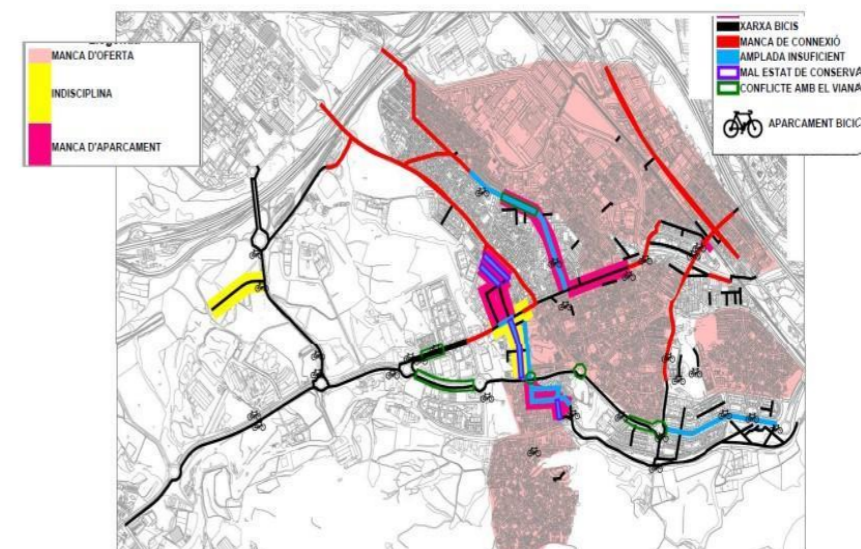 MANCA D'OFERTA
INDISCIPLINA
MANCA D'APARCAMENT
XARXA BICIS
MANCA DE CONNEXIÓ
AMPLADA INSUFICIENT
MAL ESTAT DE CONSERVA
CONFLICTE AMB EL VIANA
APARCAMENT BICIC